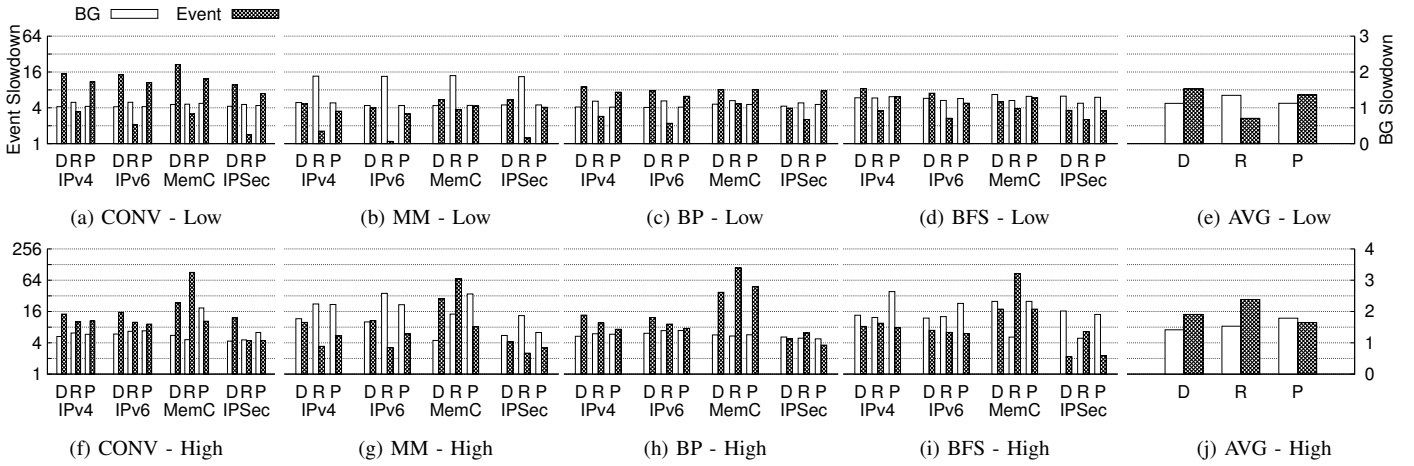 BG Event
Event Slowdown
64
16
4
1
D R P D R P D R P D R P
IPv4 IPv6 MemC IPSec
(a) CONV - Low
D R P D R P D R P D R P
IPv4 IPv6 MemC IPSec
(b) MM - Low
D R P D R P D R P D R P
IPv4 IPv6 MemC IPSec
(c) BP - Low
D R P D R P D R P D R P
IPv4 IPv6 MemC IPSec
(d) BFS - Low
3
2
1
0
BG Slowdown
D R P
(e) AVG - Low
256
64
16
4
1
D R P D R P D R P D R P
IPv4 IPv6 MemC IPSec
(f) CONV - High
D R P D R P D R P D R P
IPv4 IPv6 MemC IPSec
(g) MM - High
D R P D R P D R P D R P
IPv4 IPv6 MemC IPSec
(h) BP - High
D R P D R P D R P D R P
IPv4 IPv6 MemC IPSec
(i) BFS - High
4
3
2
1
0
D R P
(j) AVG - High